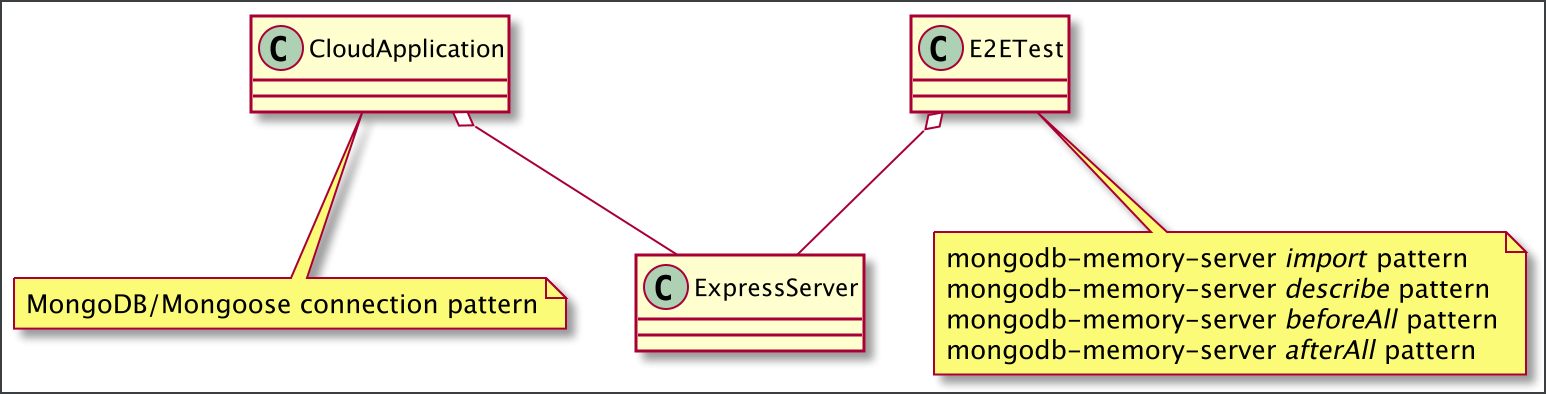 C CloudApplication
C E2ETest
MongoDB/Mongoose connection pattern
C ExpressServer
mongodb-memory-server import pattern
mongodb-memory-server describe pattern
mongodb-memory-server beforeAll pattern
mongodb-memory-server afterAll pattern